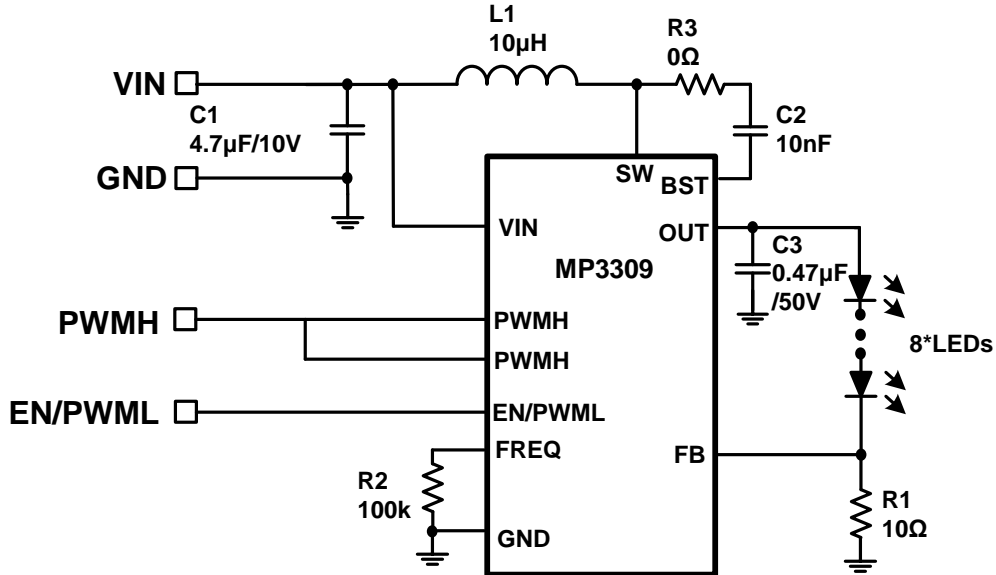 L1
10µH
R3
0Ω
VIN
C1
4.7µF/10V
C2
10nF
GND
SW
BST
VIN
OUT
MP3309
C3
0.47µF
/50V
PWMH
PWMH
8*LEDs
PWMH
EN/PWML
EN/PWML
FREQ
FB
R2
100k
R1
10Ω
GND